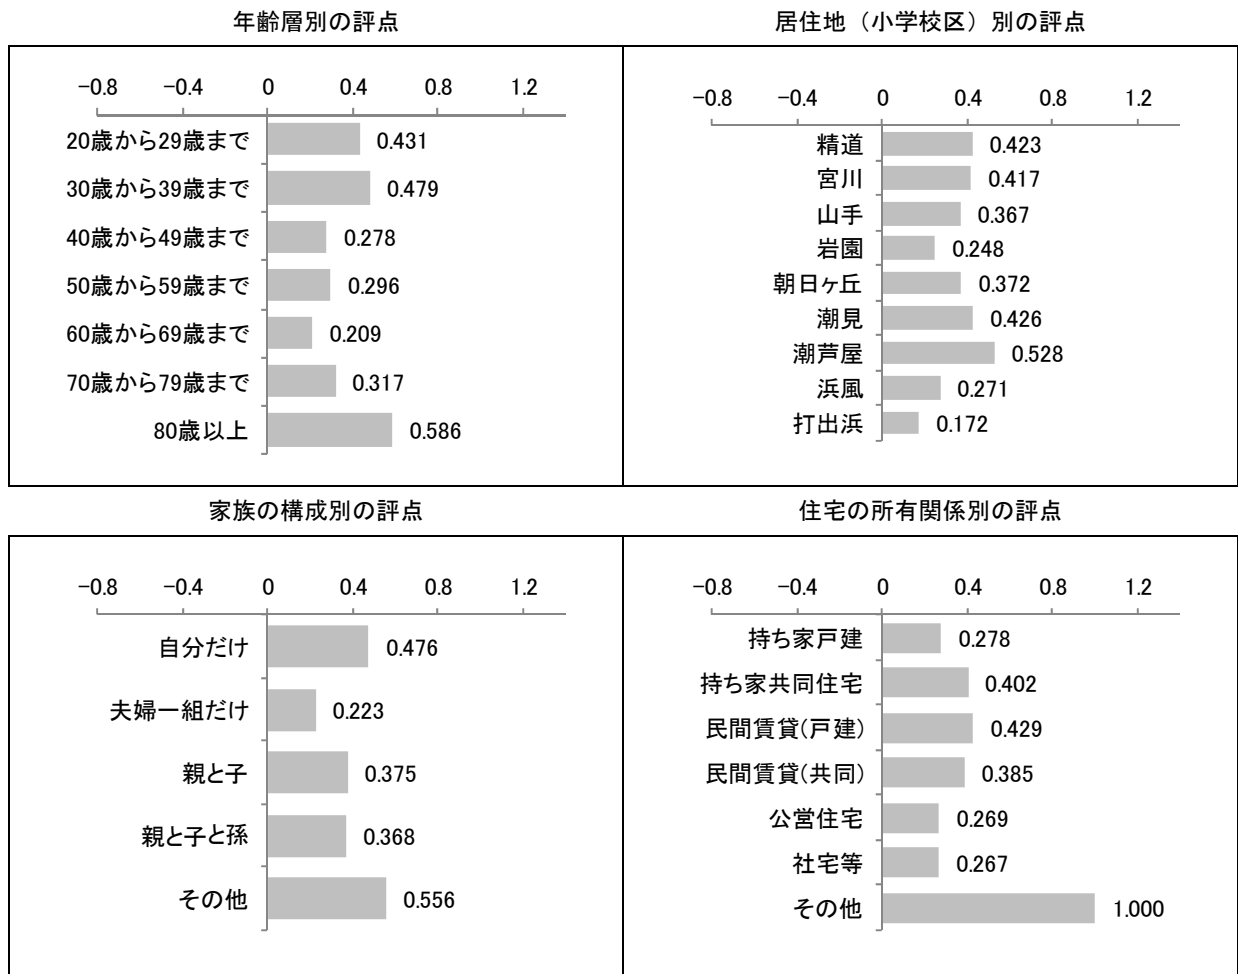 年齢層別の評点
−0.8 −0.4 0 0.4 0.8 1.2
20歳から29歳まで 0.431
30歳から39歳まで 0.479
40歳から49歳まで 0.278
50歳から59歳まで 0.296
60歳から69歳まで 0.209
70歳から79歳まで 0.317
80歳以上 0.586
居住地（小学校区）別の評点
−0.8 −0.4 0 0.4 0.8 1.2
精道 0.423
宮川 0.417
山手 0.367
岩園 0.248
朝日ヶ丘 0.372
潮見 0.426
潮芦屋 0.528
浜風 0.271
打出浜 0.172
家族の構成別の評点
−0.8 −0.4 0 0.4 0.8 1.2
自分だけ 0.476
夫婦一組だけ 0.223
親と子 0.375
親と子と孫 0.368
その他 0.556
住宅の所有関係別の評点
−0.8 −0.4 0 0.4 0.8 1.2
持ち家戸建 0.278
持ち家共同住宅 0.402
民間賃貸(戸建) 0.429
民間賃貸(共同) 0.385
公営住宅 0.269
社宅等 0.267
その他 1.000